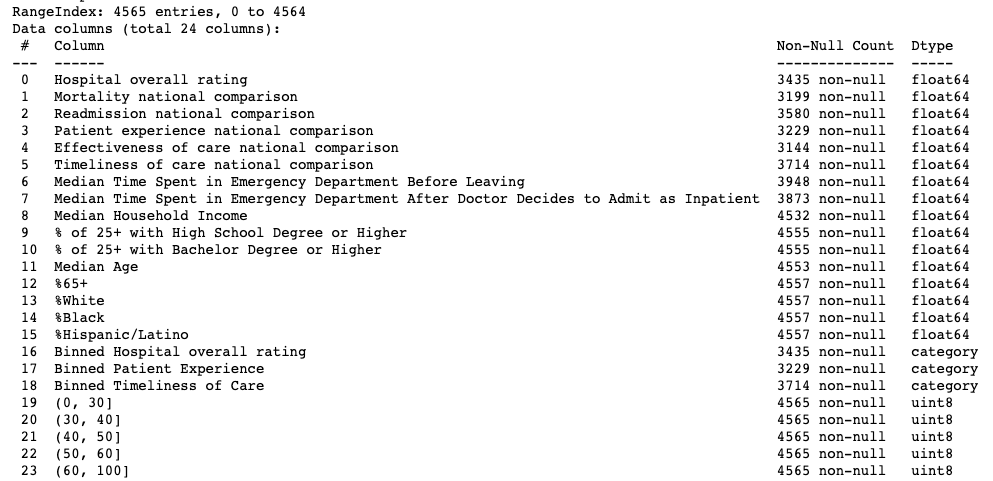 RangeIndex: 4565 entries, 0 to 4564
Data columns (total 24 columns):
 #   Column                                                                            Non-Null Count  Dtype
---  ------                                                                            --------------  -----
 0   Hospital overall rating                                                           3435 non-null   float64
 1   Mortality national comparison                                                     3199 non-null   float64
 2   Readmission national comparison                                                   3580 non-null   float64
 3   Patient experience national comparison                                            3229 non-null   float64
 4   Effectiveness of care national comparison                                         3144 non-null   float64
 5   Timeliness of care national comparison                                            3714 non-null   float64
 6   Median Time Spent in Emergency Department Before Leaving                          3948 non-null   float64
 7   Median Time Spent in Emergency Department After Doctor Decides to Admit as Inpatient  3873 non-null   float64
 8   Median Household Income                                                           4532 non-null   float64
 9   % of 25+ with High School Degree or Higher                                        4555 non-null   float64
 10  % of 25+ with Bachelor Degree or Higher                                           4555 non-null   float64
 11  Median Age                                                                        4553 non-null   float64
 12  %65+                                                                              4557 non-null   float64
 13  %White                                                                            4557 non-null   float64
 14  %Black                                                                            4557 non-null   float64
 15  %Hispanic/Latino                                                                  4557 non-null   float64
 16  Binned Hospital overall rating                                                    3435 non-null   category
 17  Binned Patient Experience                                                         3229 non-null   category
 18  Binned Timeliness of Care                                                         3714 non-null   category
 19  (0, 30]                                                                           4565 non-null   uint8
 20  (30, 40]                                                                          4565 non-null   uint8
 21  (40, 50]                                                                          4565 non-null   uint8
 22  (50, 60]                                                                          4565 non-null   uint8
 23  (60, 100]                                                                         4565 non-null   uint8